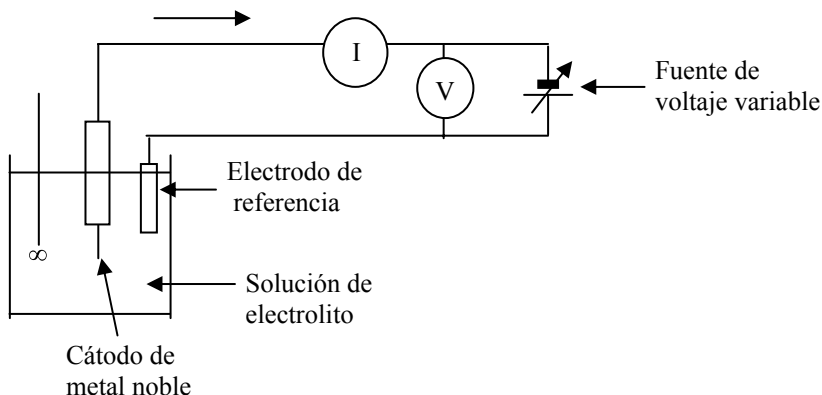 I
V
Fuente de
voltaje variable
Electrodo de
referencia
∞
Solución de
electrolito
Cátodo de
metal noble